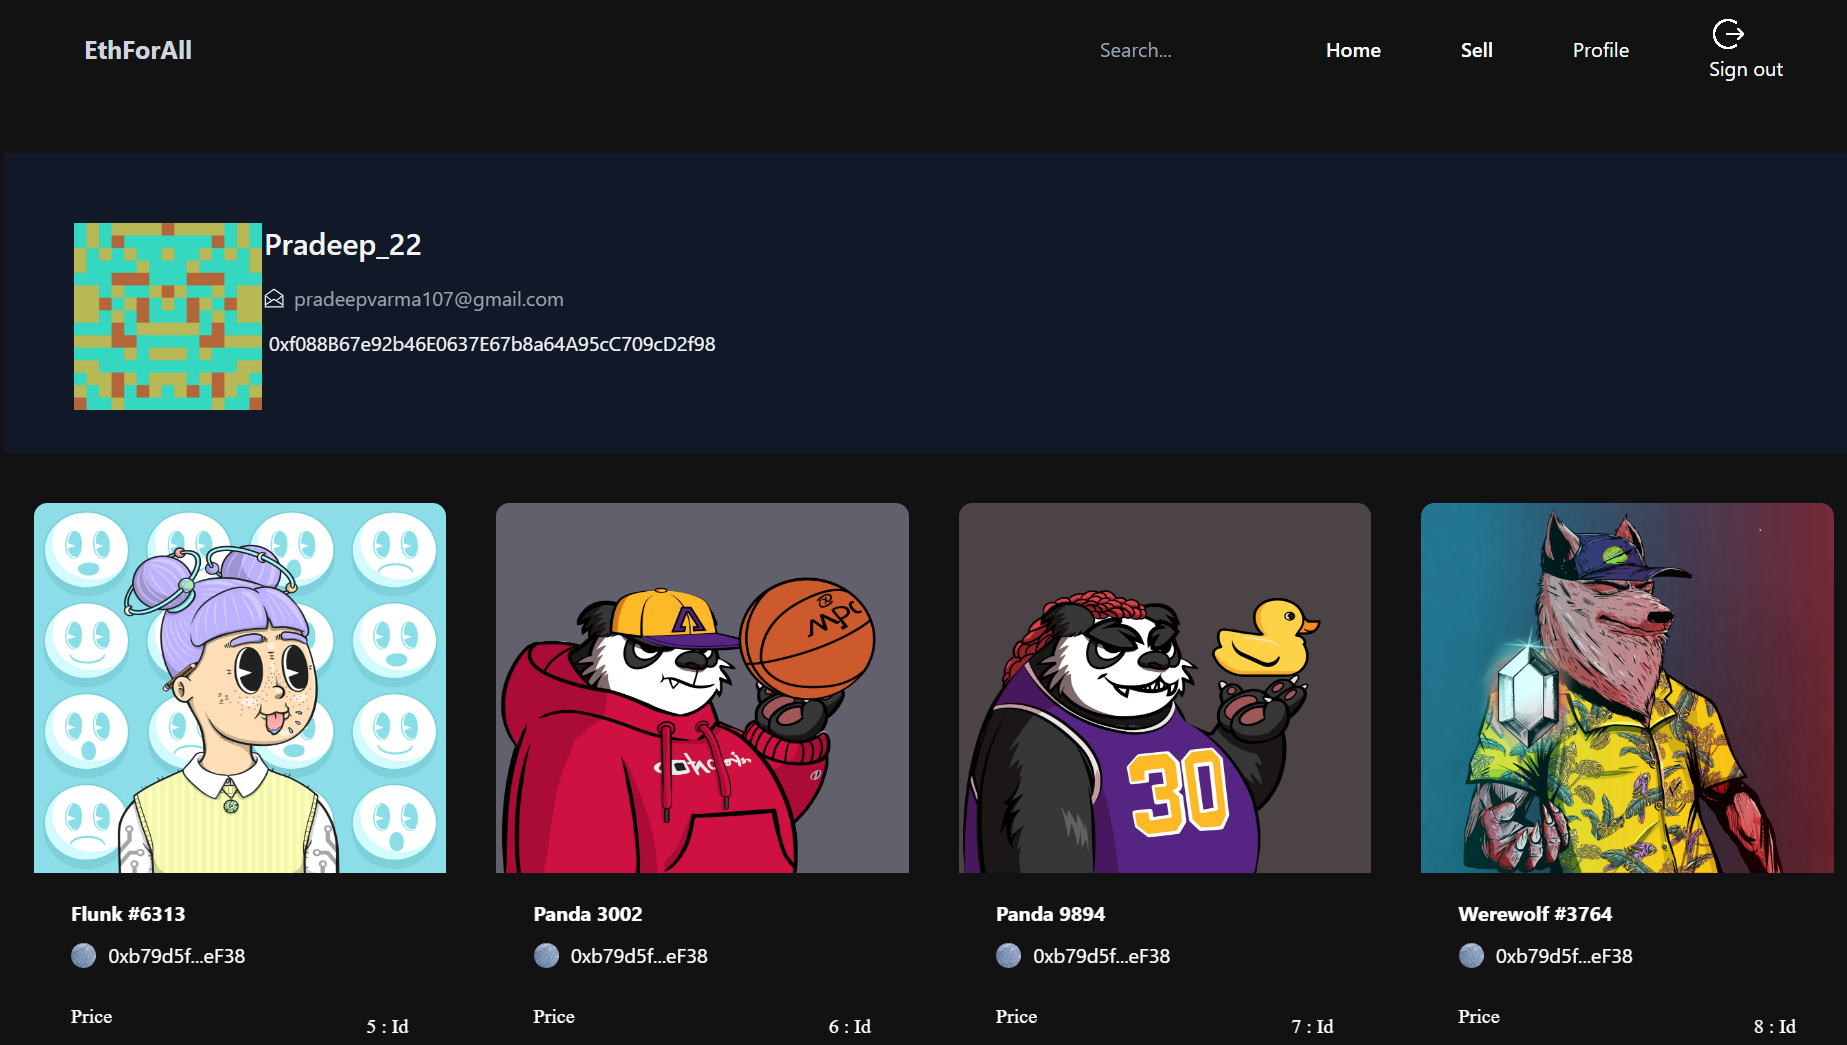 EthForAll
Search...
Home
Sell
Profile
Sign out
Pradeep_22
pradeepvarma107@gmail.com
0xf088B67e92b46E0637E67b8a64A95cC709cD2f98
MPC
30
Flunk #6313
0xb79d5f...eF38
Price
5 : Id
Panda 3002
0xb79d5f...eF38
Price
6 : Id
Panda 9894
0xb79d5f...eF38
Price
7 : Id
Werewolf #3764
0xb79d5f...eF38
Price
8 : Id